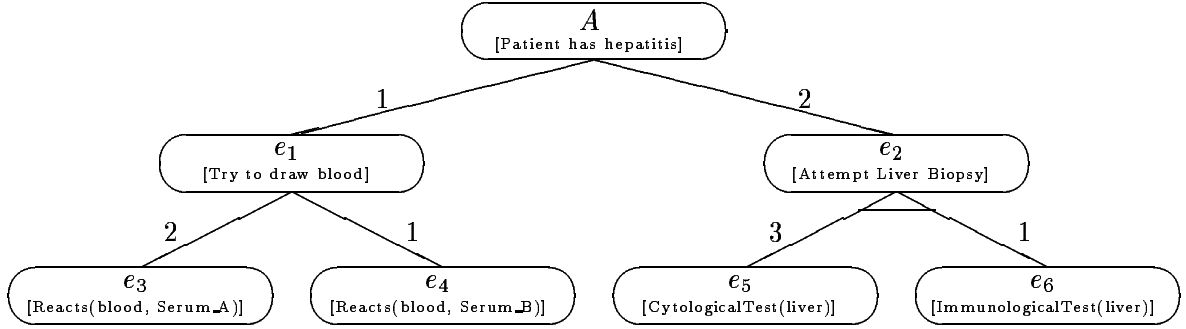 A
[Patient has hepatitis]
1 2
e1
[Try to draw blood]
e2
[Attempt Liver Biopsy]
2 1 3 1
e3
[Reacts(blood, Serum_A)]
e4
[Reacts(blood, Serum_B)]
e5
[CytologicalTest(liver)]
e6
[ImmunologicalTest(liver)]